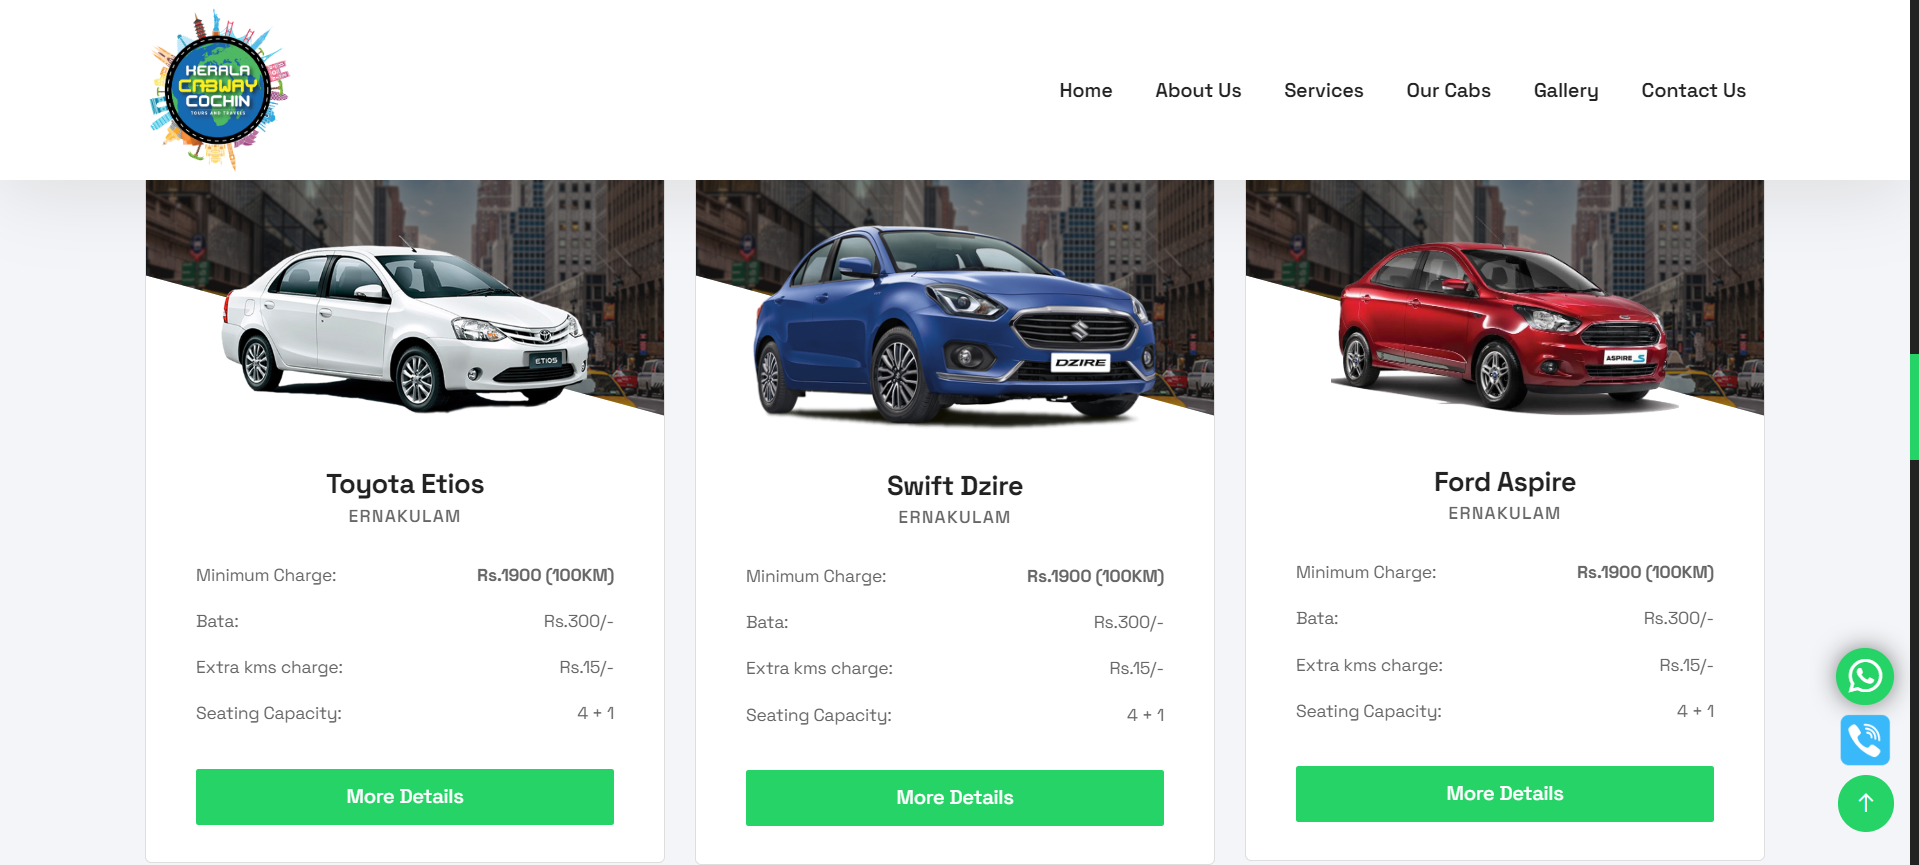 KERALA
CABWAY
COCHIN
TOURS AND TRAVELS
Home
About Us
Services
Our Cabs
Gallery
Contact Us
ETIOS
Toyota Etios
ERNAKULAM
Minimum Charge: Rs.1900 (100KM)
Bata: Rs.300/-
Extra kms charge: Rs.15/-
Seating Capacity: 4 + 1
More Details
DZIRE
Swift Dzire
ERNAKULAM
Minimum Charge: Rs.1900 (100KM)
Bata: Rs.300/-
Extra kms charge: Rs.15/-
Seating Capacity: 4 + 1
More Details
ASPIRE S
Ford Aspire
ERNAKULAM
Minimum Charge: Rs.1900 (100KM)
Bata: Rs.300/-
Extra kms charge: Rs.15/-
Seating Capacity: 4 + 1
More Details